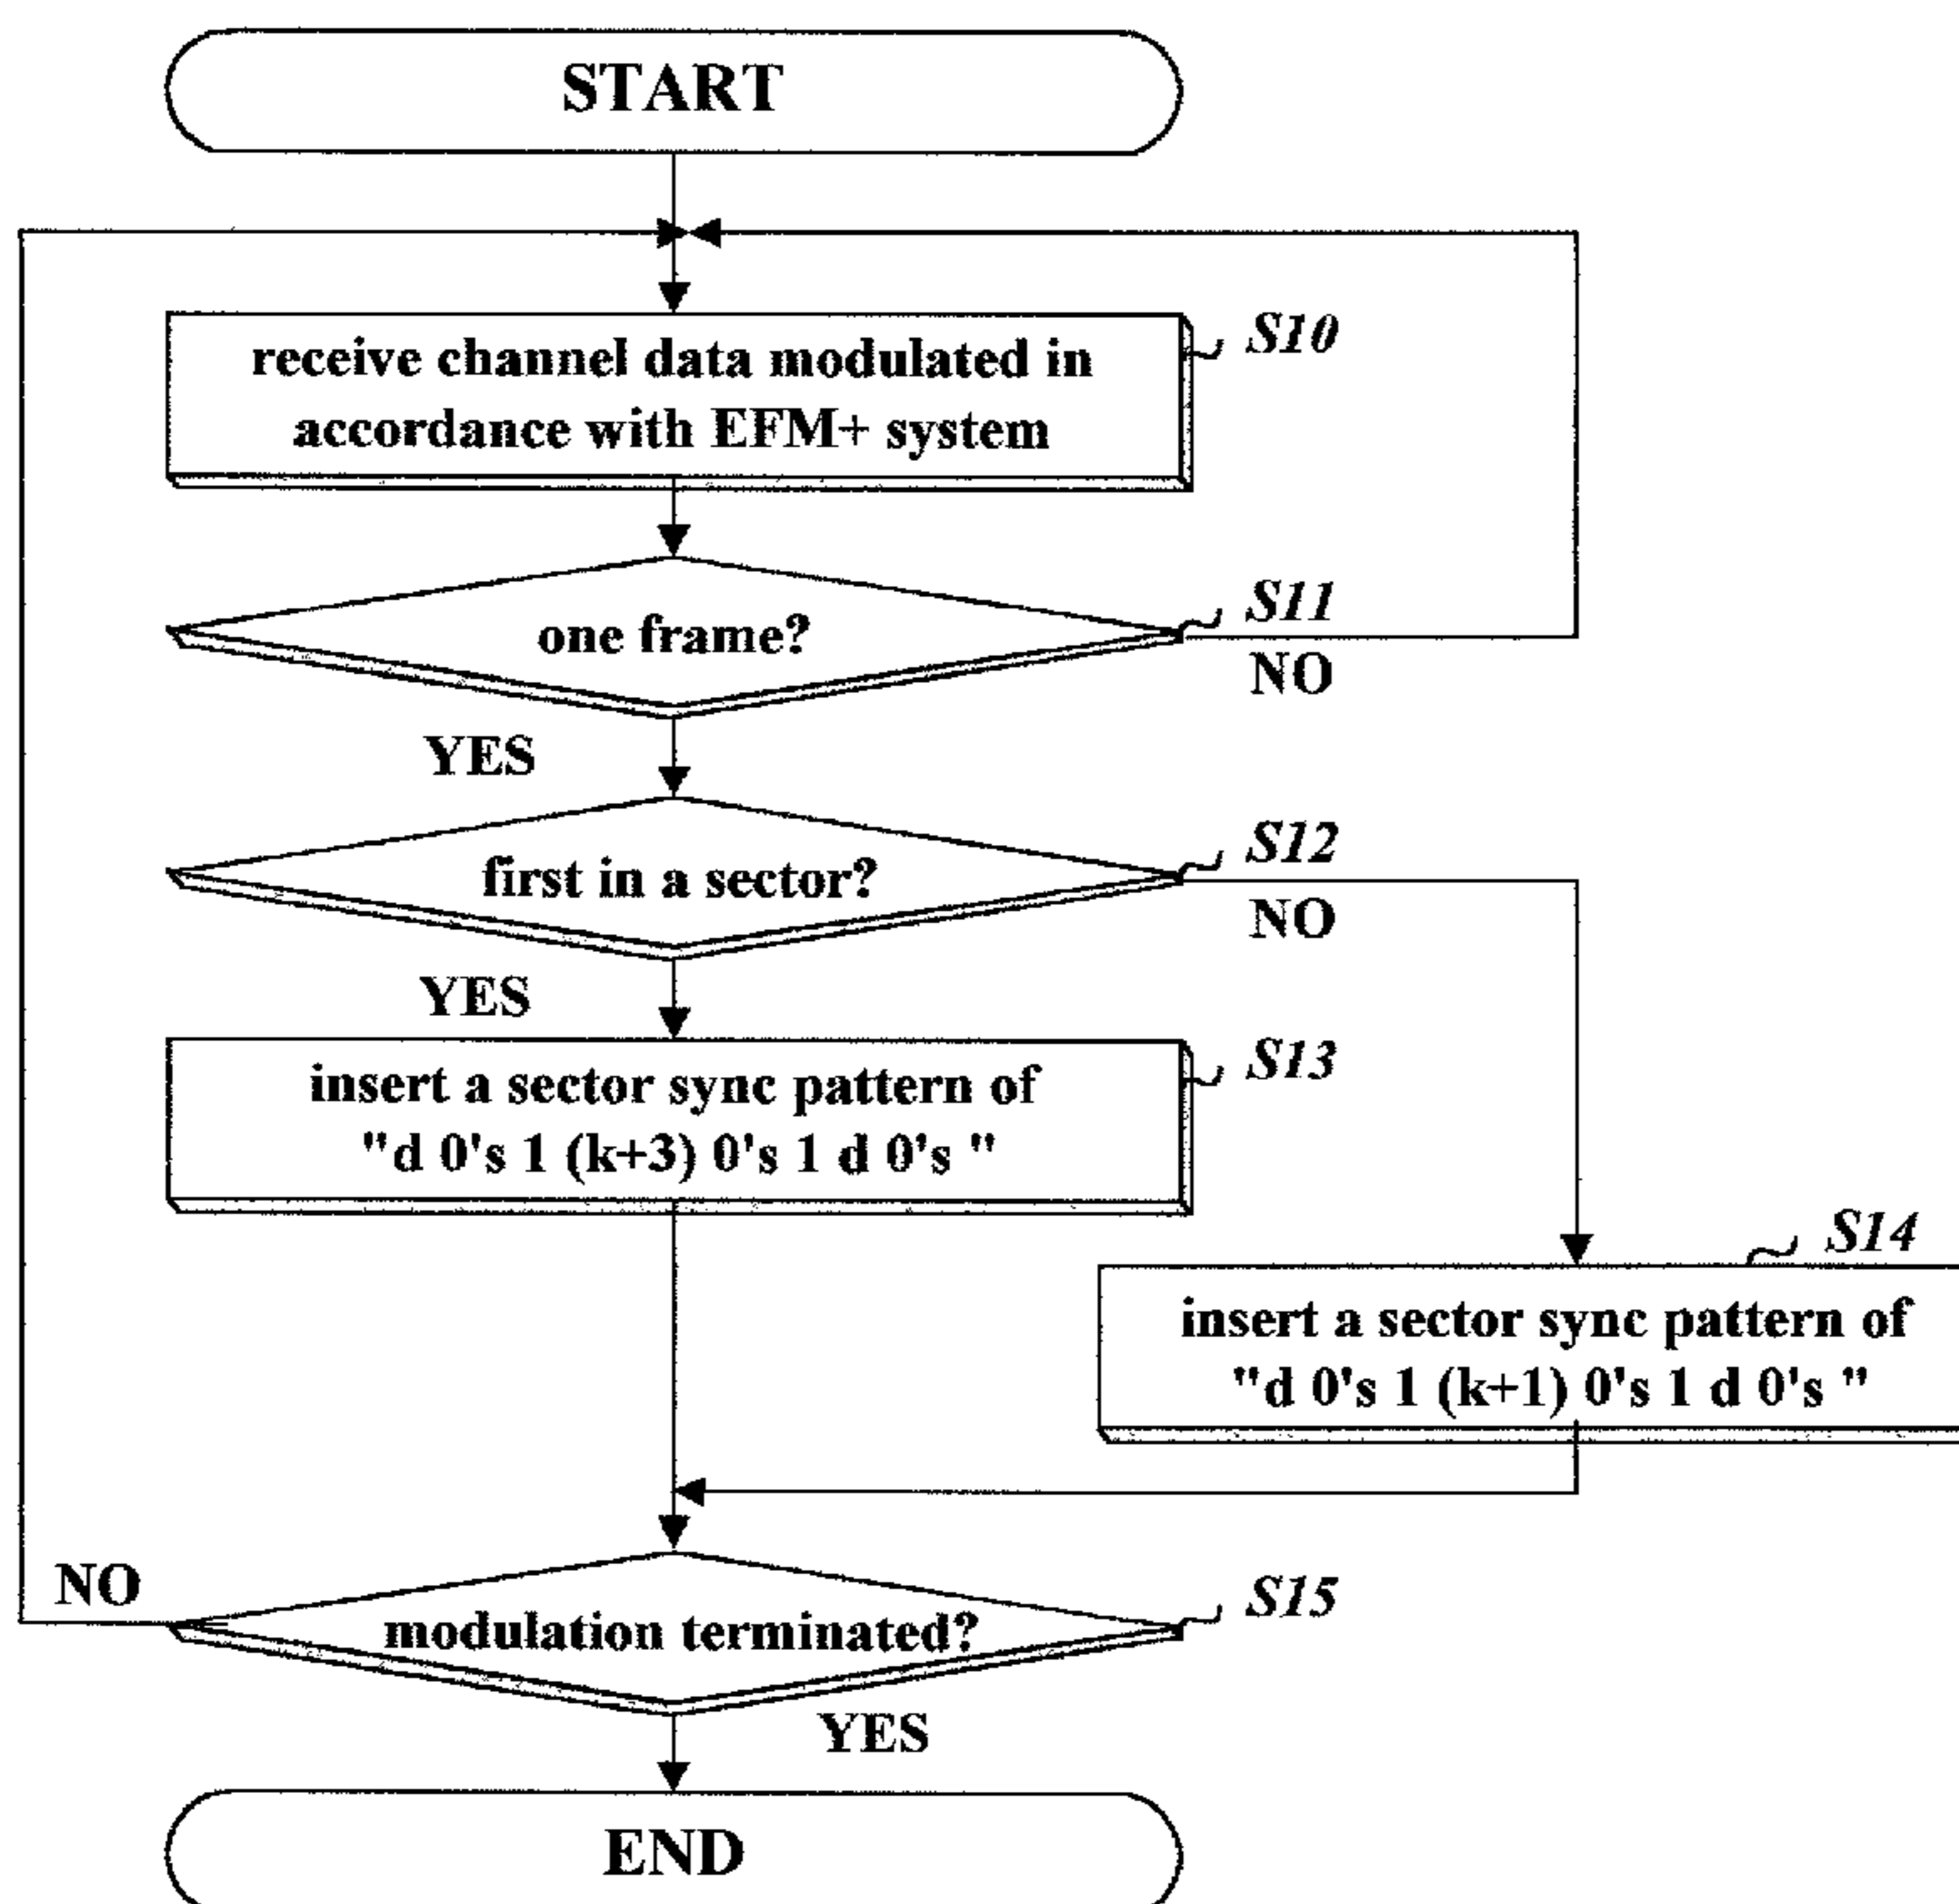 START
receive channel data modulated in
accordance with EFM+ system
S10
one frame?
S11
NO
YES
first in a sector?
S12
NO
YES
insert a sector sync pattern of
"d 0's 1 (k+3) 0's 1 d 0's "
S13
S14
insert a sector sync pattern of
"d 0's 1 (k+1) 0's 1 d 0's "
NO
modulation terminated?
S15
YES
END